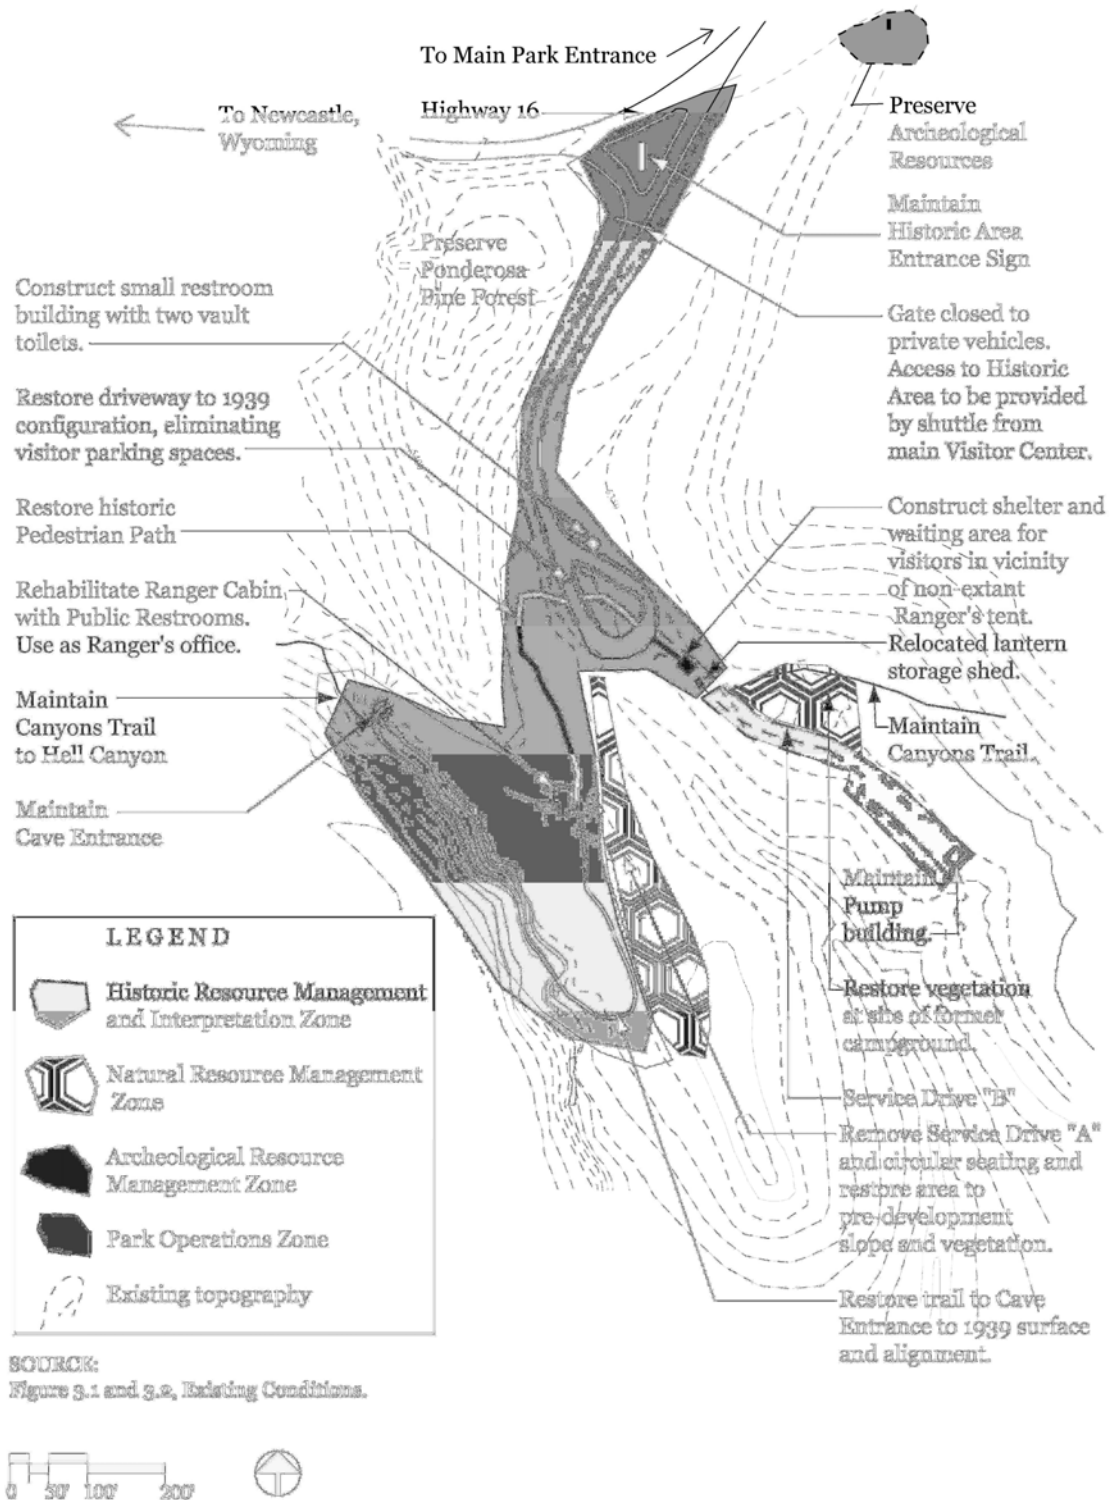 To Main Park Entrance
To Newcastle,
Wyoming
Highway 16
Preserve
Archeological
Resources
Maintain
Historic Area
Entrance Sign
Preserve
Ponderosa
Pine Forest
Construct small restroom
building with two vault
toilets.
Gate closed to
private vehicles.
Access to Historic
Area to be provided
by shuttle from
main Visitor Center.
Restore driveway to 1939
configuration, eliminating
visitor parking spaces.
Restore historic
Pedestrian Path
Construct shelter and
waiting area for
visitors in vicinity
of non-extant
Ranger's tent.
Rehabilitate Ranger Cabin
with Public Restrooms.
Use as Ranger's office.
Relocated lantern
storage shed.
Maintain
Canyons Trail
to Hell Canyon
Maintain
Canyons Trail.
Maintain
Cave Entrance
Maintain
Pump
building.
Restore vegetation
at site of former
campground.
Service Drive "B"
Remove Service Drive "A"
and circular seating and
restore area to
pre-development
slope and vegetation.
Restore trail to Cave
Entrance to 1939 surface
and alignment.
LEGEND
Historic Resource Management
and Interpretation Zone
Natural Resource Management
Zone
Archeological Resource
Management Zone
Park Operations Zone
Existing topography
SOURCE:
Figure 3.1 and 3.2, Existing Conditions.
0 50' 100' 200'